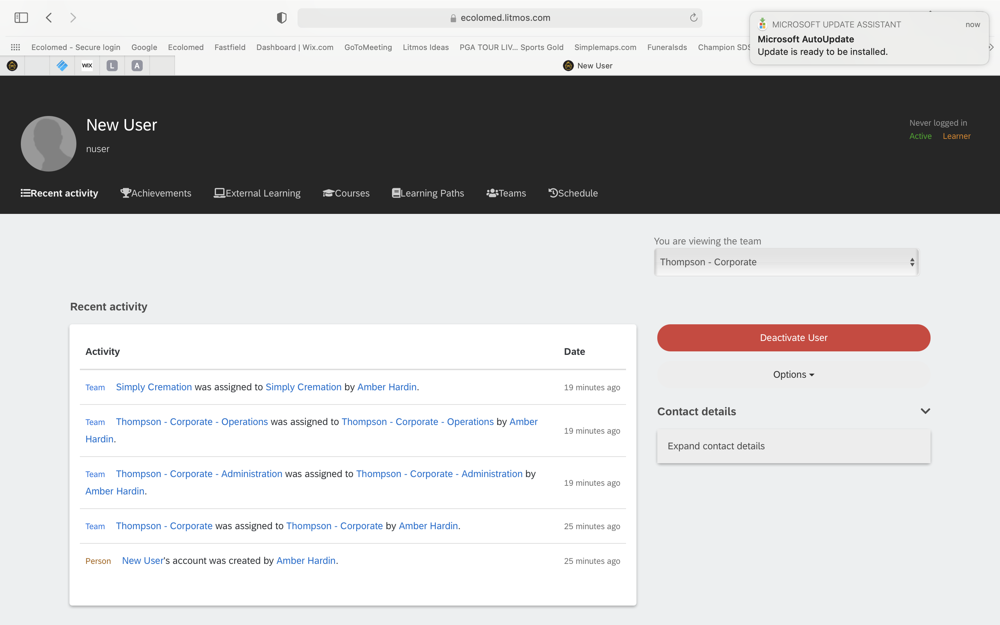 ecolomed.litmos.com
MICROSOFT UPDATE ASSISTANT now
Microsoft AutoUpdate
Update is ready to be installed.
Ecolomed - Secure login Google Ecolomed Fastfield Dashboard | Wix.com GoToMeeting Litmos Ideas PGA TOUR LIV... Sports Gold Simplemaps.com Funeralsds Champion SDS
WIX L A New User
New User
nuser
Never logged in
Active Learner
Recent activity Achievements External Learning Courses Learning Paths Teams Schedule
You are viewing the team
Thompson - Corporate
Recent activity
Deactivate User
Activity Date
Options
Team Simply Cremation was assigned to Simply Cremation by Amber Hardin. 19 minutes ago
Contact details
Team Thompson - Corporate - Operations was assigned to Thompson - Corporate - Operations by Amber
Hardin. 19 minutes ago
Expand contact details
Team Thompson - Corporate - Administration was assigned to Thompson - Corporate - Administration by
Amber Hardin. 19 minutes ago
Team Thompson - Corporate was assigned to Thompson - Corporate by Amber Hardin. 25 minutes ago
Person New User's account was created by Amber Hardin. 25 minutes ago